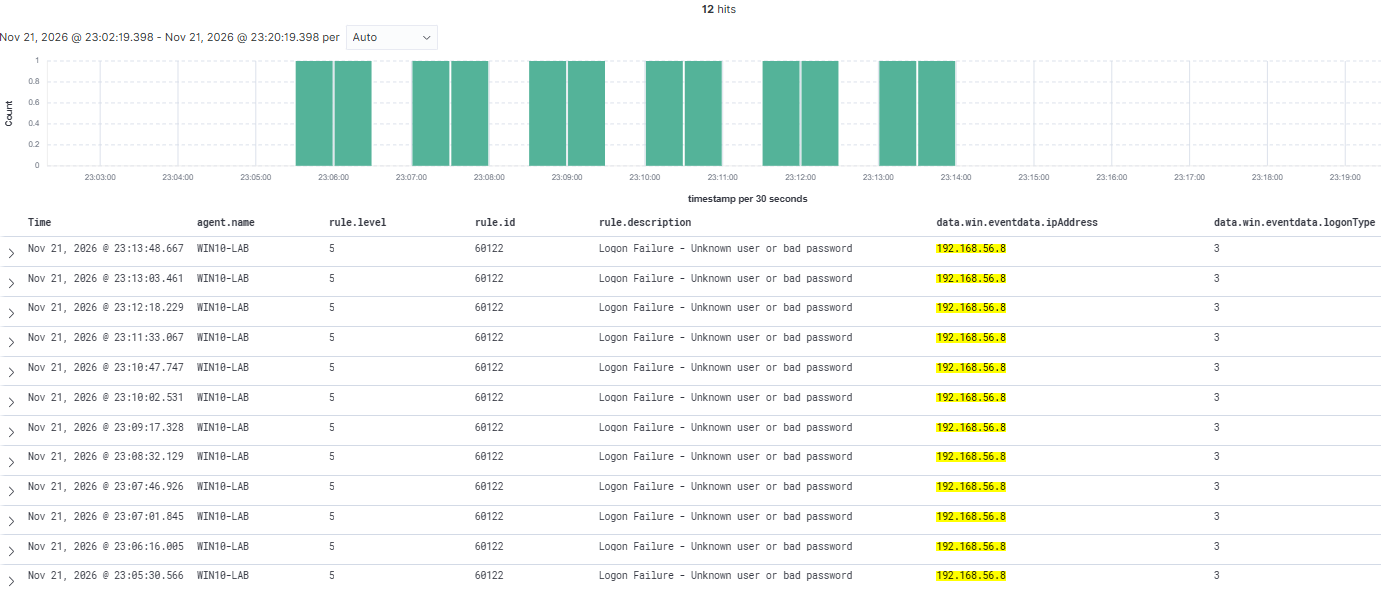 12 hits
Nov 21, 2026 @ 23:02:19.398 - Nov 21, 2026 @ 23:20:19.398 per Auto
1
0.8
0.6
0.4
0.2
0
Count
23:03:00 23:04:00 23:05:00 23:06:00 23:07:00 23:08:00 23:09:00 23:10:00 23:11:00 23:12:00 23:13:00 23:14:00 23:15:00 23:16:00 23:17:00 23:18:00 23:19:00
timestamp per 30 seconds
Time agent.name rule.level rule.id rule.description data.win.eventdata.ipAddress data.win.eventdata.logonType
Nov 21, 2026 @ 23:13:48.667 WIN10-LAB 5 60122 Logon Failure - Unknown user or bad password 192.168.56.8 3
Nov 21, 2026 @ 23:13:03.461 WIN10-LAB 5 60122 Logon Failure - Unknown user or bad password 192.168.56.8 3
Nov 21, 2026 @ 23:12:18.229 WIN10-LAB 5 60122 Logon Failure - Unknown user or bad password 192.168.56.8 3
Nov 21, 2026 @ 23:11:33.067 WIN10-LAB 5 60122 Logon Failure - Unknown user or bad password 192.168.56.8 3
Nov 21, 2026 @ 23:10:47.747 WIN10-LAB 5 60122 Logon Failure - Unknown user or bad password 192.168.56.8 3
Nov 21, 2026 @ 23:10:02.531 WIN10-LAB 5 60122 Logon Failure - Unknown user or bad password 192.168.56.8 3
Nov 21, 2026 @ 23:09:17.328 WIN10-LAB 5 60122 Logon Failure - Unknown user or bad password 192.168.56.8 3
Nov 21, 2026 @ 23:08:32.129 WIN10-LAB 5 60122 Logon Failure - Unknown user or bad password 192.168.56.8 3
Nov 21, 2026 @ 23:07:46.926 WIN10-LAB 5 60122 Logon Failure - Unknown user or bad password 192.168.56.8 3
Nov 21, 2026 @ 23:07:01.845 WIN10-LAB 5 60122 Logon Failure - Unknown user or bad password 192.168.56.8 3
Nov 21, 2026 @ 23:06:16.005 WIN10-LAB 5 60122 Logon Failure - Unknown user or bad password 192.168.56.8 3
Nov 21, 2026 @ 23:05:30.566 WIN10-LAB 5 60122 Logon Failure - Unknown user or bad password 192.168.56.8 3